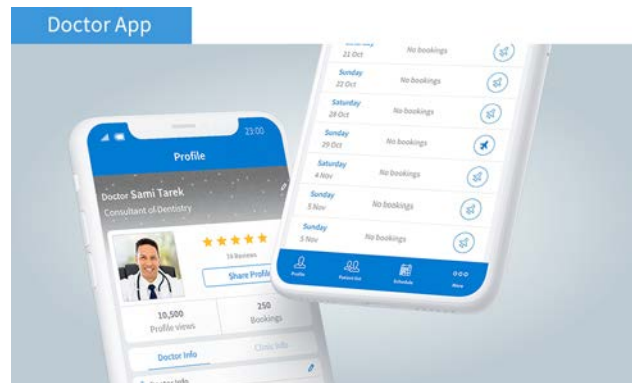 Doctor App
23:00
Profile
Doctor Sami Tarek
Consultant of Dentistry
Reviews
Share Profile
10,500
Profile views
250
Bookings
Doctor Info
Clinic Info
Doctor Info
21 Oct
No bookings
Sunday
22 Oct
No bookings
Saturday
28 Oct
No bookings
Sunday
29 Oct
No bookings
Saturday
4 Nov
No bookings
Sunday
5 Nov
No bookings
Sunday
5 Nov
No bookings
Profile
Patient list
Schedule
More